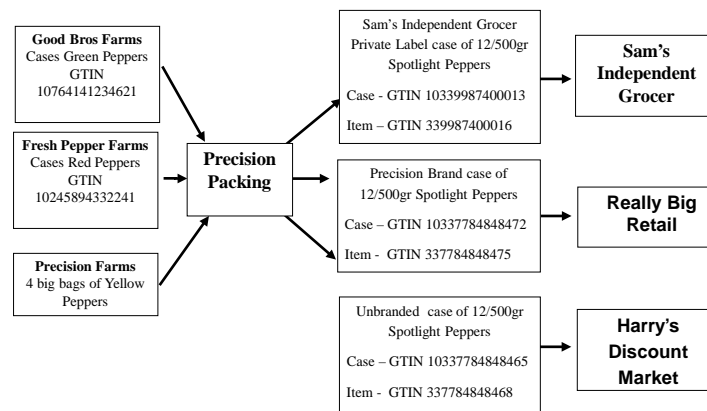 Good Bros Farms
Cases Green Peppers
GTIN
10764141234621
Fresh Pepper Farms
Cases Red Peppers
GTIN
10245894332241
Precision Farms
4 big bags of Yellow
Peppers
Precision
Packing
Sam's Independent Grocer
Private Label case of 12/500gr
Spotlight Peppers
Case - GTIN 10339987400013
Item – GTIN 339987400016
Precision Brand case of
12/500gr Spotlight Peppers
Case – GTIN 10337784848472
Item - GTIN 337784848475
Unbranded case of 12/500gr
Spotlight Peppers
Case – GTIN 10337784848465
Item - GTIN 337784848468
Sam's
Independent
Grocer
Really Big
Retail
Harry's
Discount
Market